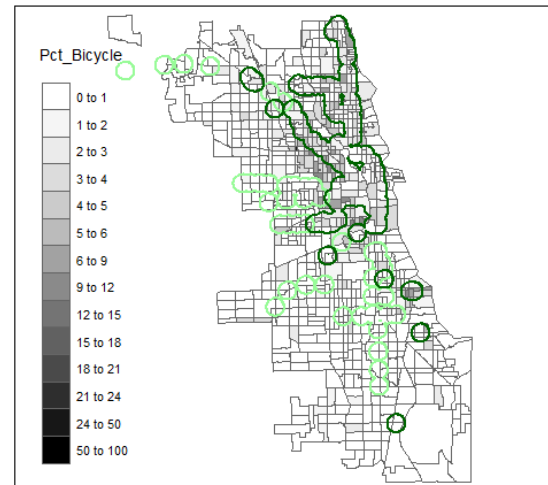 Pct_Bicycle
0 to 1
1 to 2
2 to 3
3 to 4
4 to 5
5 to 6
6 to 9
9 to 12
12 to 15
15 to 18
18 to 21
21 to 24
24 to 50
50 to 100